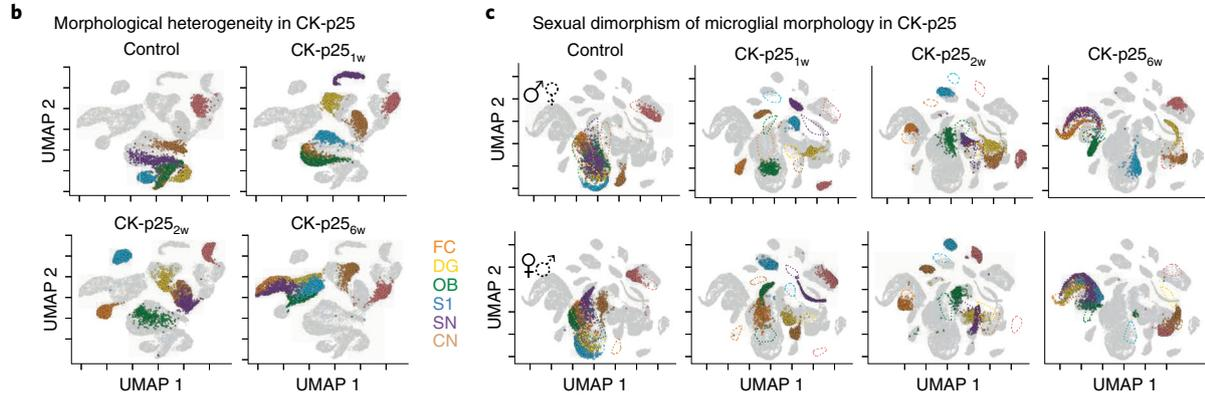 b
Morphological heterogeneity in CK-p25
Control
CK-p25₁w
UMAP 2
CK-p25₂w
CK-p25₆w
UMAP 2
UMAP 1
UMAP 1
FC
DG
OB
S1
SN
CN
c
Sexual dimorphism of microglial morphology in CK-p25
Control
CK-p25₁w
CK-p25₂w
CK-p25₆w
UMAP 2
♂
♀
UMAP 2
♀ ♂
UMAP 1
UMAP 1
UMAP 1
UMAP 1